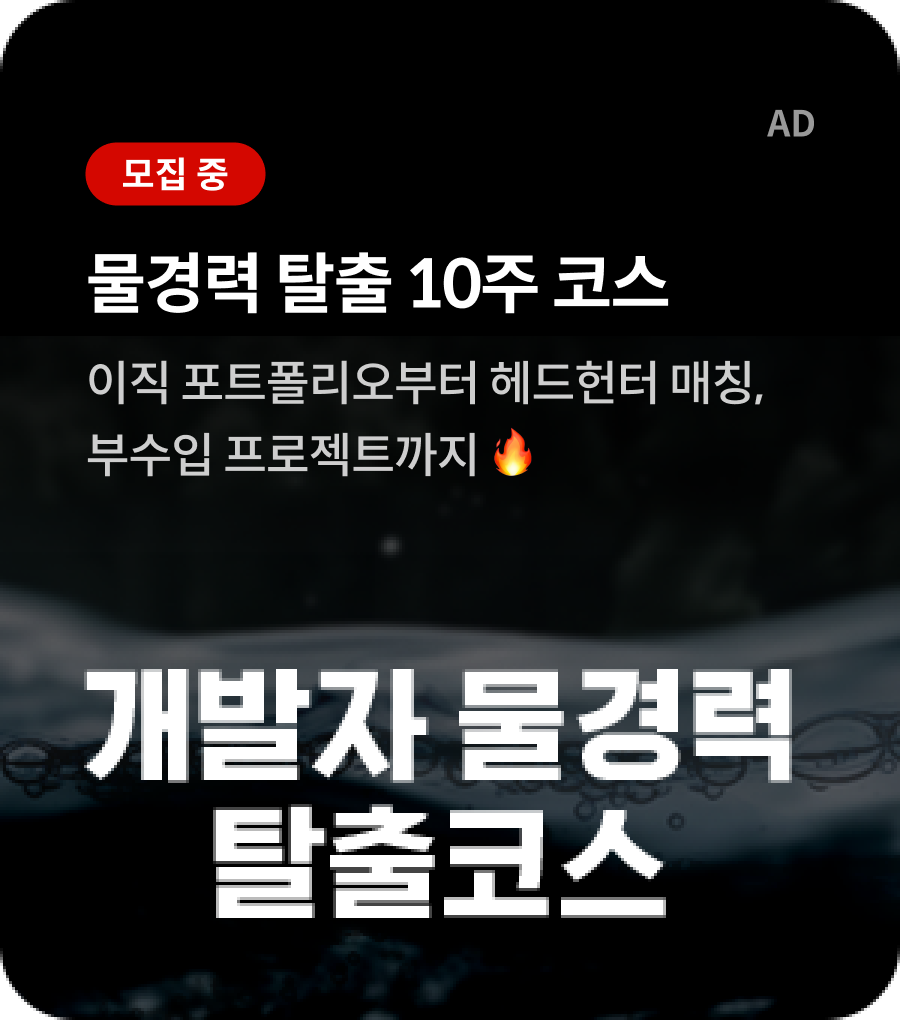 AD
모집 중
물경력 탈출 10주 코스
이직 포트폴리오부터 헤드헌터 매칭,
부수입 프로젝트까지 🔥
개발자 물경력
탈출코스